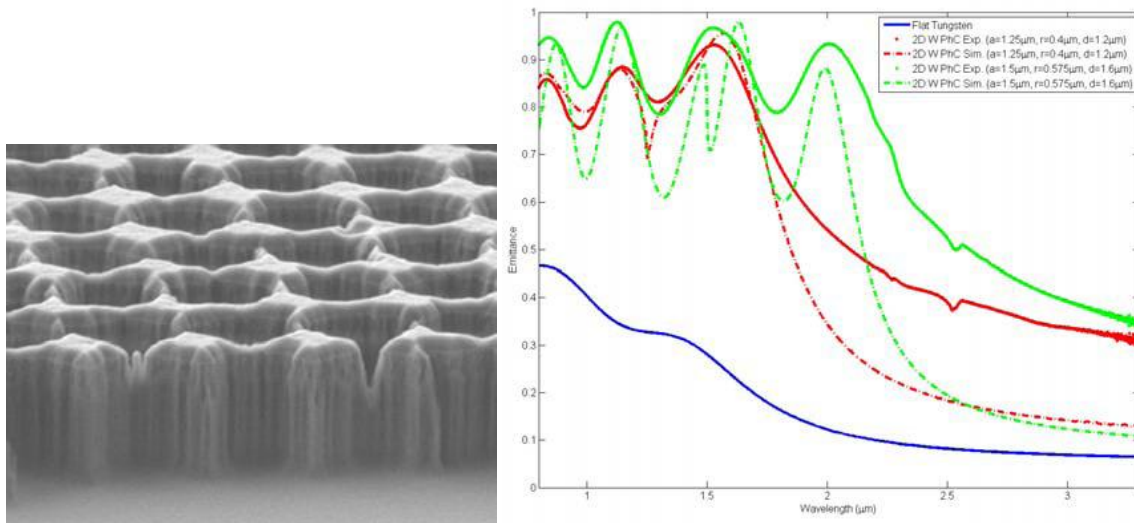 1
0.9
0.8
0.7
0.6
0.5
0.4
0.3
0.2
0.1
0
Emittance
1
1.5
2
2.5
3
Wavelength (μm)
Flat Tungsten
2D W PhC Exp. (a=1.25μm, r=0.4μm, d=1.2μm)
2D W PhC Sim. (a=1.25μm, r=0.4μm, d=1.2μm)
2D W PhC Exp. (a=1.5μm, r=0.575μm, d=1.6μm)
2D W PhC Sim. (a=1.5μm, r=0.575μm, d=1.6μm)